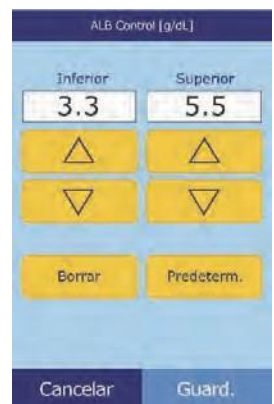 ALB Control [g/dL]
Inferior Superior
3.3 5.5
Borrar Predeterm.
Cancelar Guard.